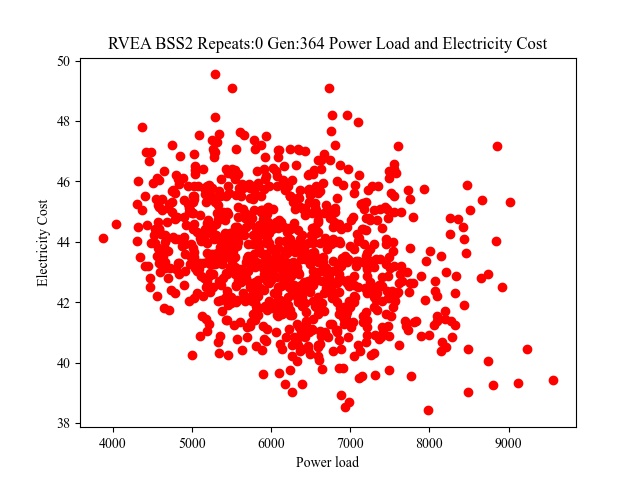 RVEA BSS2 Repeats:0 Gen:364 Power Load and Electricity Cost
50
48
46
44
42
40
38
Electricity Cost
4000 5000 6000 7000 8000 9000
Power load